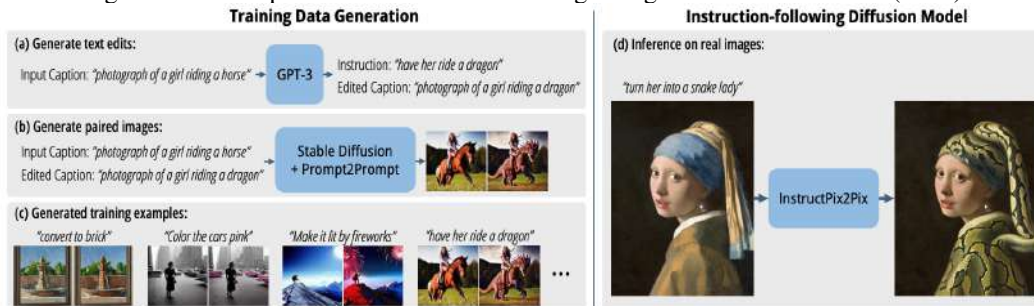 Training Data Generation
(a) Generate text edits:
Input Caption: "photograph of a girl riding a horse"
GPT-3
Instruction: "have her ride a dragon"
Edited Caption: "photograph of a girl riding a dragon"
(b) Generate paired images:
Input Caption: "photograph of a girl riding a horse"
Edited Caption: "photograph of a girl riding a dragon"
Stable Diffusion
+ Prompt2Prompt
(c) Generated training examples:
"convert to brick"
"Color the cars pink"
"Make it lit by fireworks"
"have her ride a dragon"
...
Instruction-following Diffusion Model
(d) Inference on real images:
"turn her into a snake lady"
InstructPix2Pix